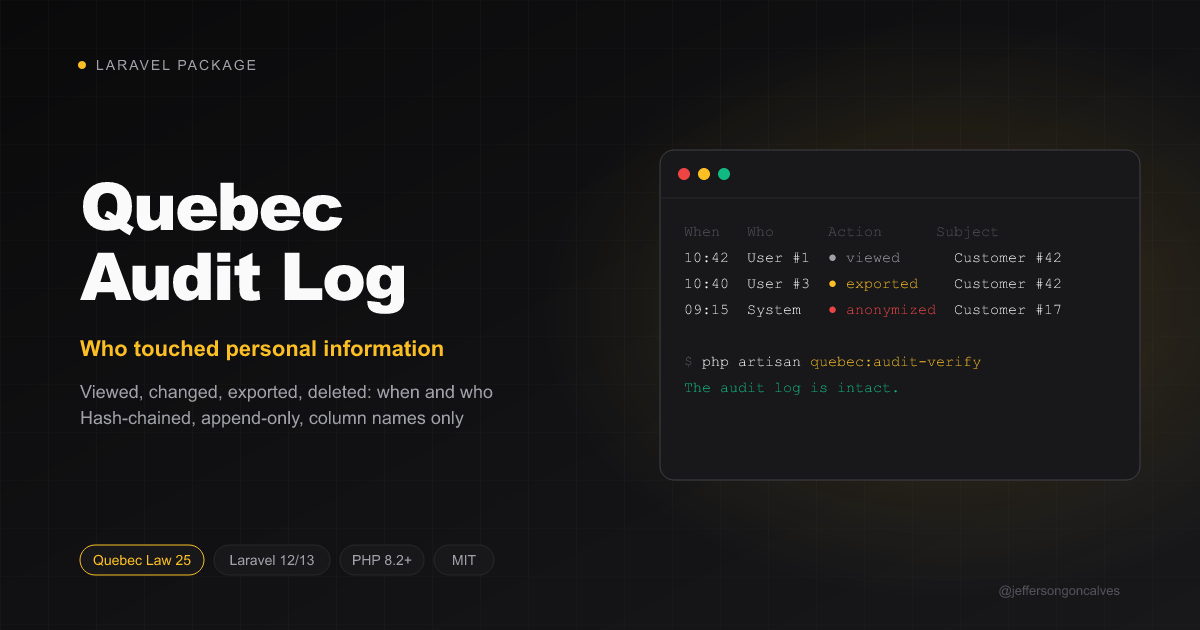 LARAVEL PACKAGE
Quebec
Audit Log
Who touched personal information
Viewed, changed, exported, deleted: when and who
Hash-chained, append-only, column names only
Quebec Law 25
Laravel 12/13
PHP 8.2+
MIT
When Who Action Subject
10:42 User #1 ● viewed Customer #42
10:40 User #3 ● exported Customer #42
09:15 System ● anonymized Customer #17
$ php artisan quebec:audit-verify
The audit log is intact.
@jeffersongoncalves